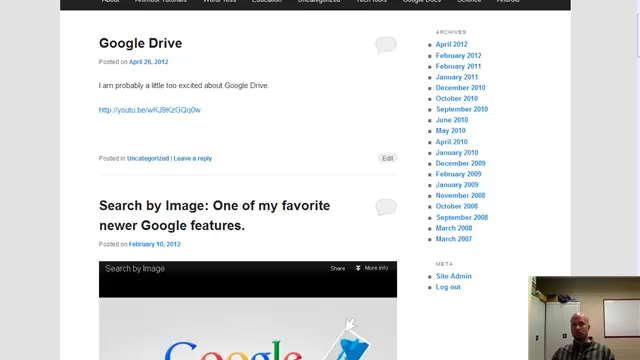 About Animoto Tutorials Word Test Education Uncategorized Tech Tools Google Docs Science Android
Google Drive
Posted on April 26, 2012
I am probably a little too excited about Google Drive.
http://youtu.be/wKJ9KzGQq0w
Posted in Uncategorized | Leave a reply
Edit
Search by Image: One of my favorite
newer Google features.
Posted on February 10, 2012
Search by Image
Share
More info
Google
ARCHIVES
April 2012
February 2012
February 2011
January 2011
December 2010
October 2010
September 2010
June 2010
May 2010
April 2010
January 2010
December 2009
February 2009
January 2009
November 2008
October 2008
September 2008
March 2008
March 2007
META
Site Admin
Log out